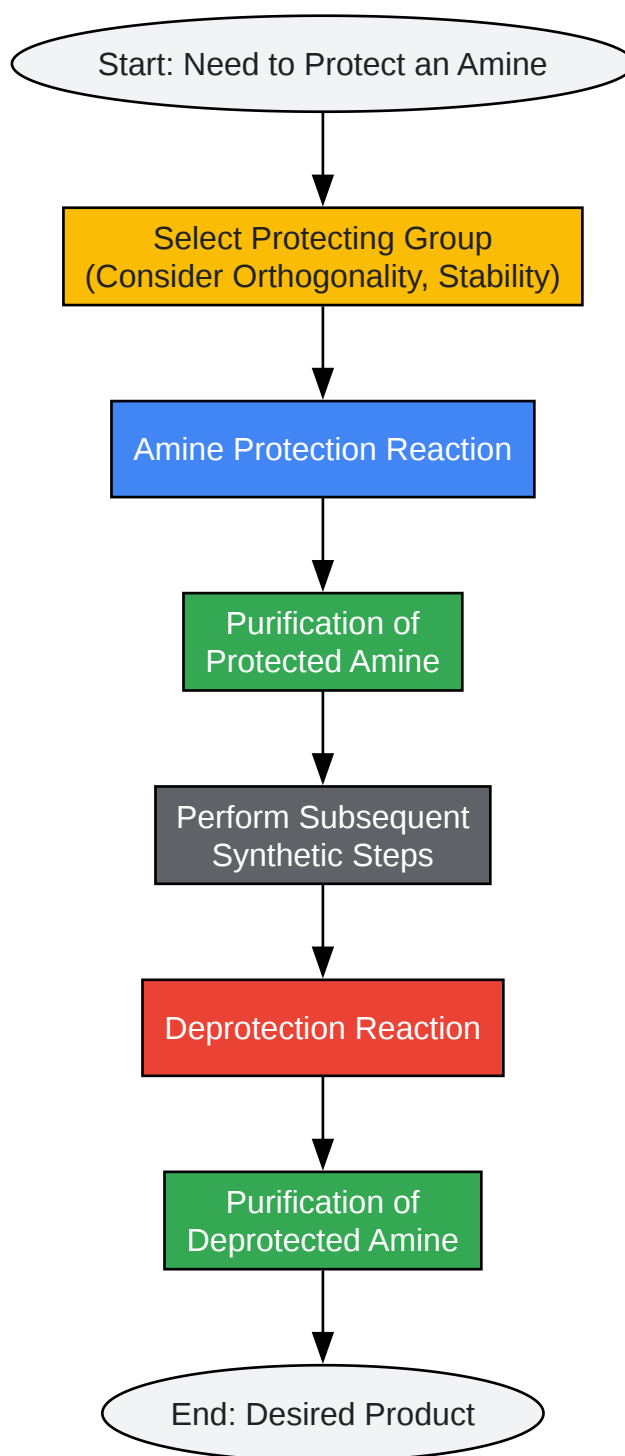 Start: Need to Protect an Amine
Select Protecting Group
(Consider Orthogonality, Stability)
Amine Protection Reaction
Purification of
Protected Amine
Perform Subsequent
Synthetic Steps
Deprotection Reaction
Purification of
Deprotected Amine
End: Desired Product